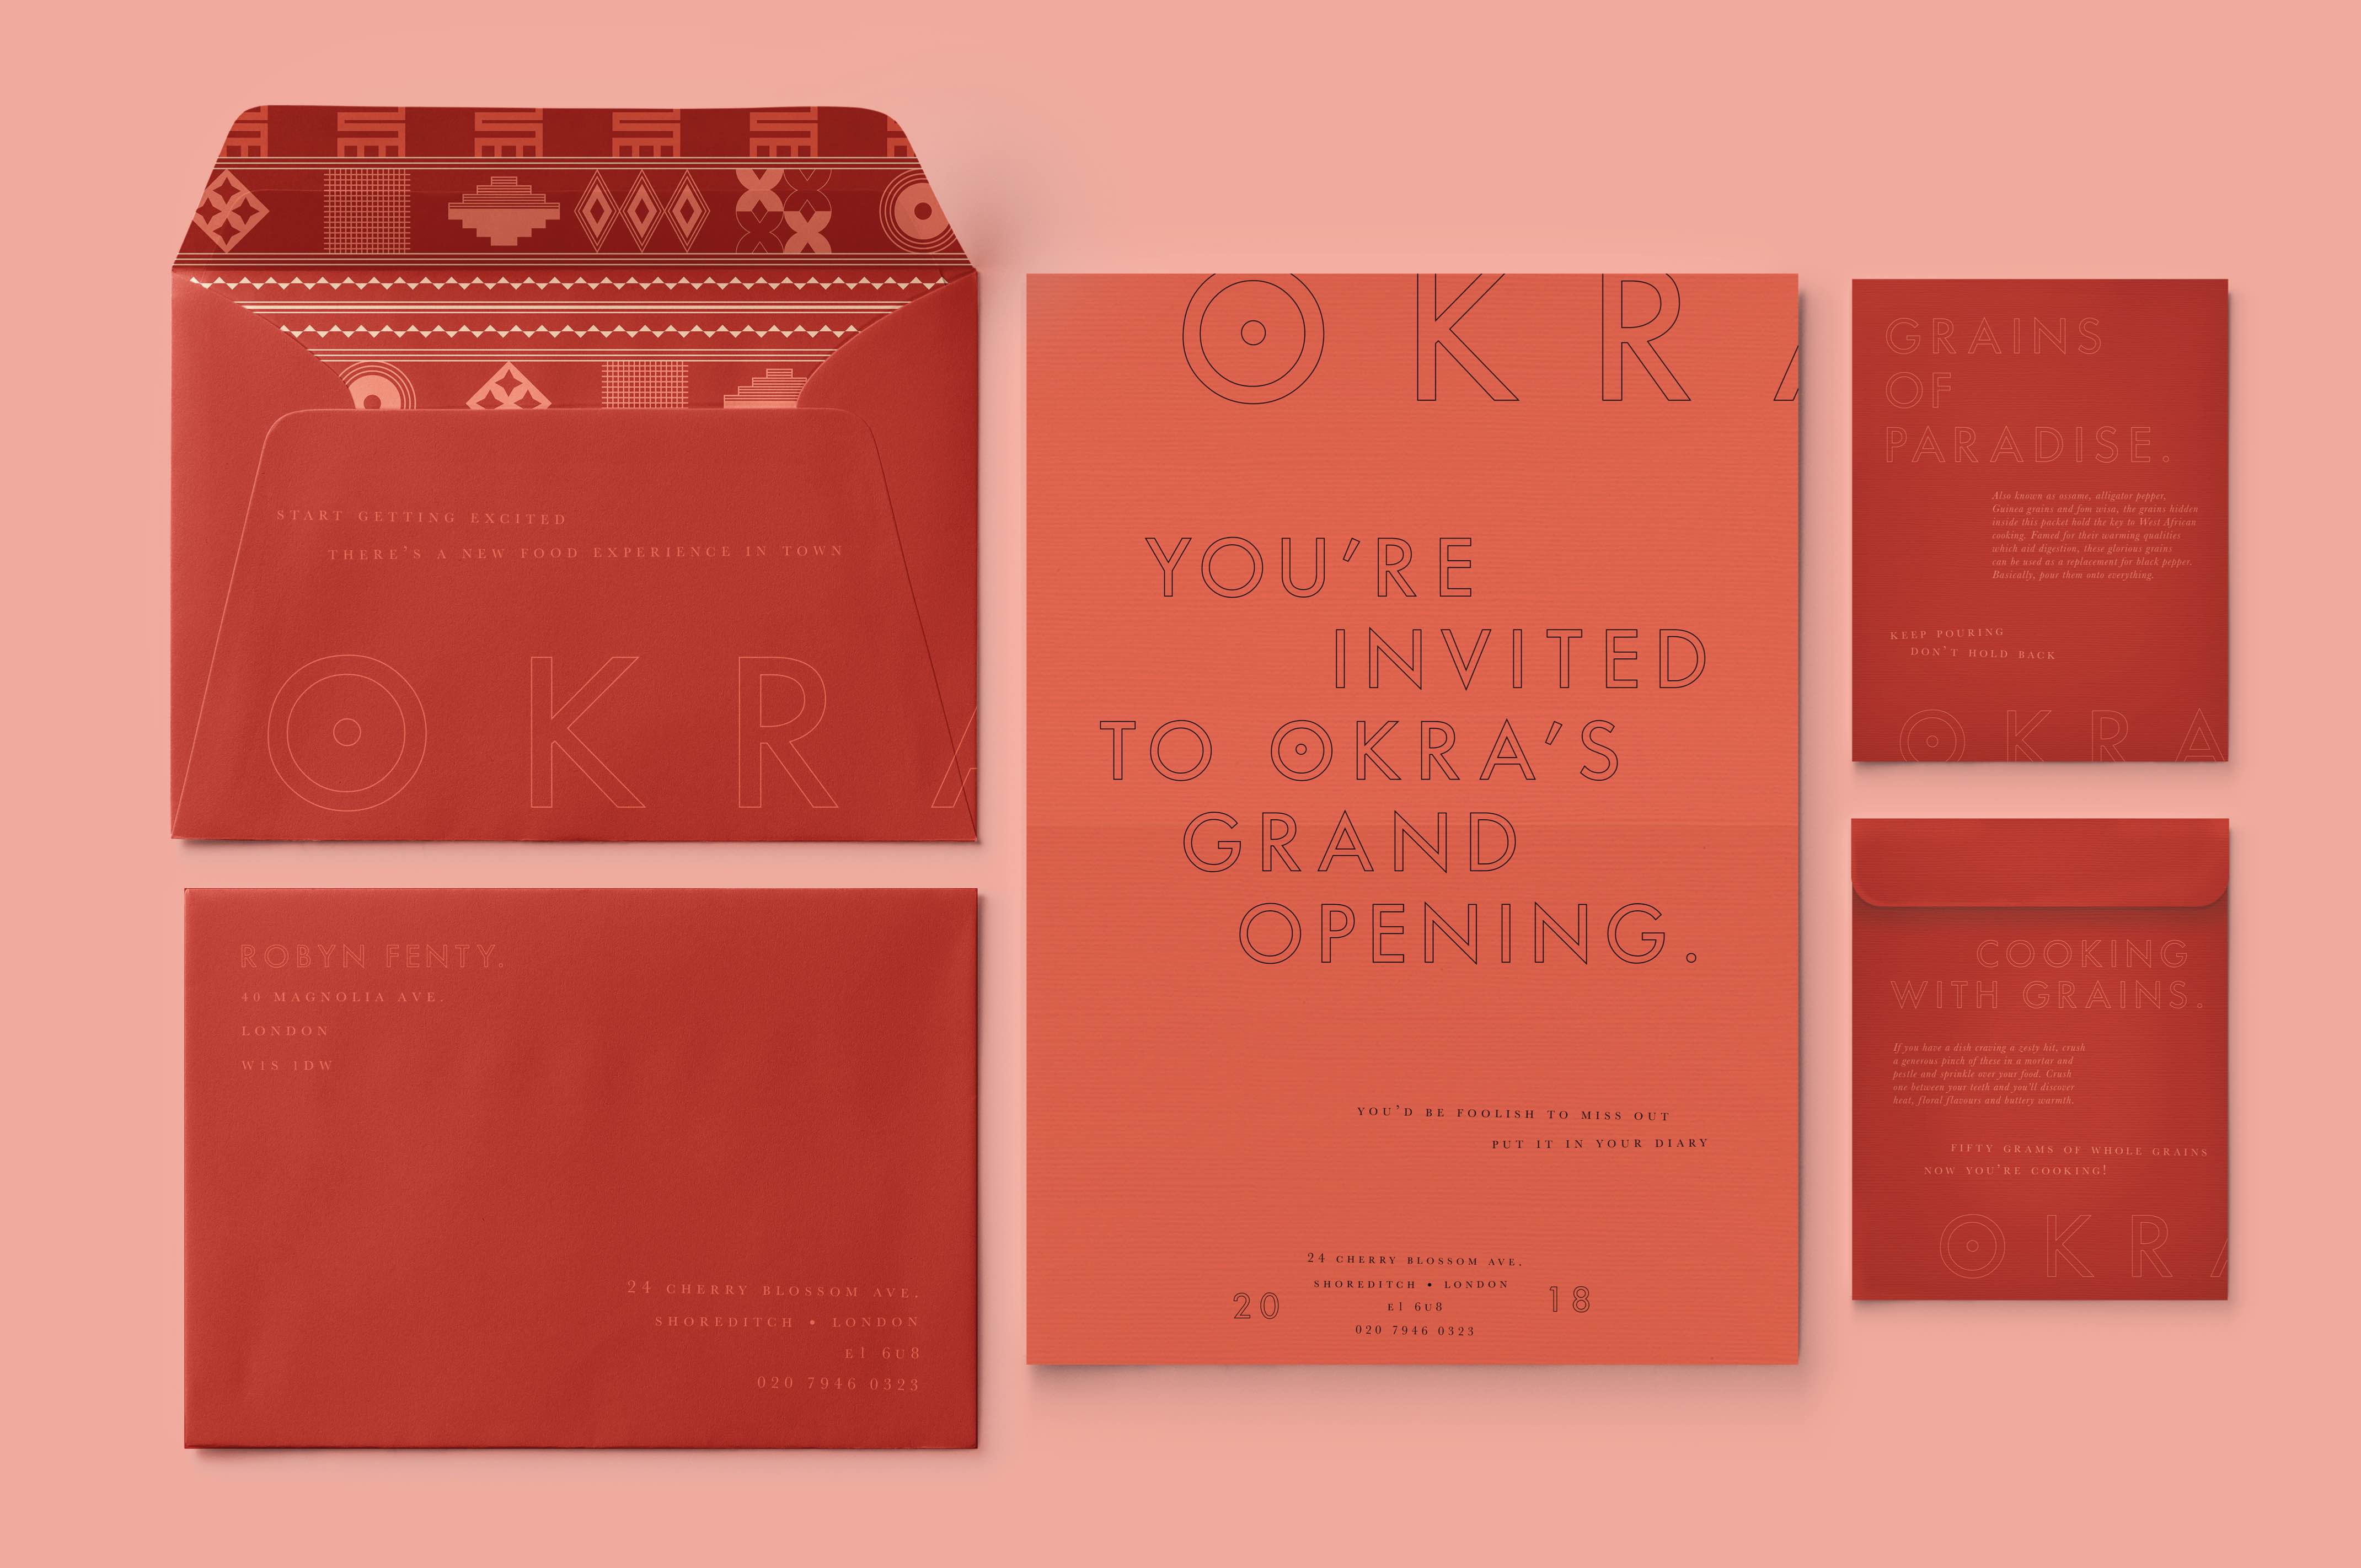 START GETTING EXCITED
THERE'S A NEW FOOD EXPERIENCE IN TOWN
OKRA
ROBYN FENTY.
40 MAGNOLIA AVE.
LONDON
W1S 1DW
24 CHERRY BLOSSOM AVE.
SHOREDITCH • LONDON
E1 6U8
020 7946 0323
OKRA
YOU'RE
INVITED
TO OKRA'S
GRAND
OPENING.
YOU'D BE FOOLISH TO MISS OUT
PUT IT IN YOUR DIARY
24 CHERRY BLOSSOM AVE.
SHOREDITCH • LONDON
E1 6U8
20 18
020 7946 0323
GRAINS
OF
PARADISE.
Also known as ossame, alligator pepper,
Guinea grains and fom wisa, the grains hidden
inside this packet hold the key to West African
cooking. Famed for their warming qualities
which aid digestion, these glorious grains
can be used as a replacement for black pepper.
Basically, pour them onto everything.
KEEP POURING
DON'T HOLD BACK
OKRA
COOKING
WITH GRAINS.
If you have a dish craving a zesty hit, crush
a generous pinch of these in a mortar and
pestle and sprinkle over your food. Crush
one between your teeth and you'll discover
heat, floral flavours and buttery warmth.
FIFTY GRAMS OF WHOLE GRAINS
NOW YOU'RE COOKING!
OKRA